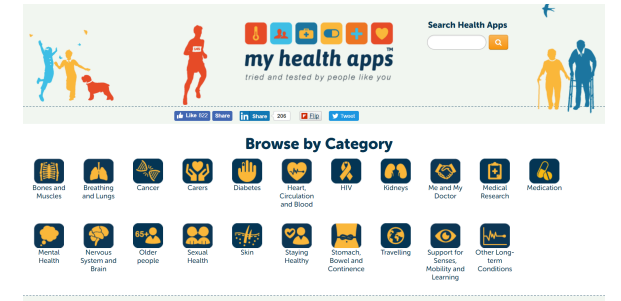 Search Health Apps
my health apps™
tried and tested by people like you
Like 522 Share
in Share 206
Flip
Tweet
Browse by Category
Bones and
Muscles
Breathing
and Lungs
Cancer
Carers
Diabetes
Heart,
Circulation
and Blood
HIV
Kidneys
Me and My
Doctor
Medical
Research
Medication
Mental
Health
Nervous
System and
Brain
65+
Older
people
Sexual
Health
Skin
Staying
Healthy
Stomach,
Bowel and
Continence
Travelling
Support for
Senses,
Mobility and
Learning
Other Long-
term
Conditions